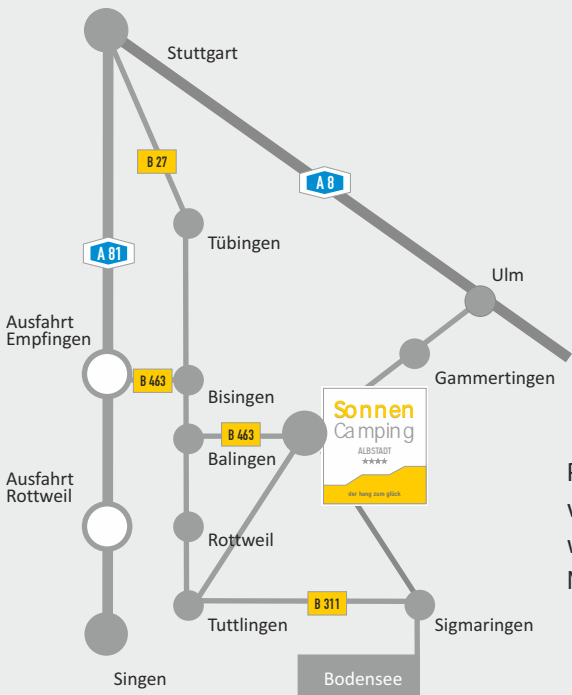 Stuttgart
B 27
A 8
Tübingen
A 81
Ulm
Ausfahrt
Empfingen
Gammertingen
B 463
Bisingen
Sonnen
Camping
ALBSTADT
★★★★
der hang zum glück
B 463
Balingen
Ausfahrt
Rottweil
Rottweil
B 311
Tuttlingen
Sigmaringen
Singen
Bodensee